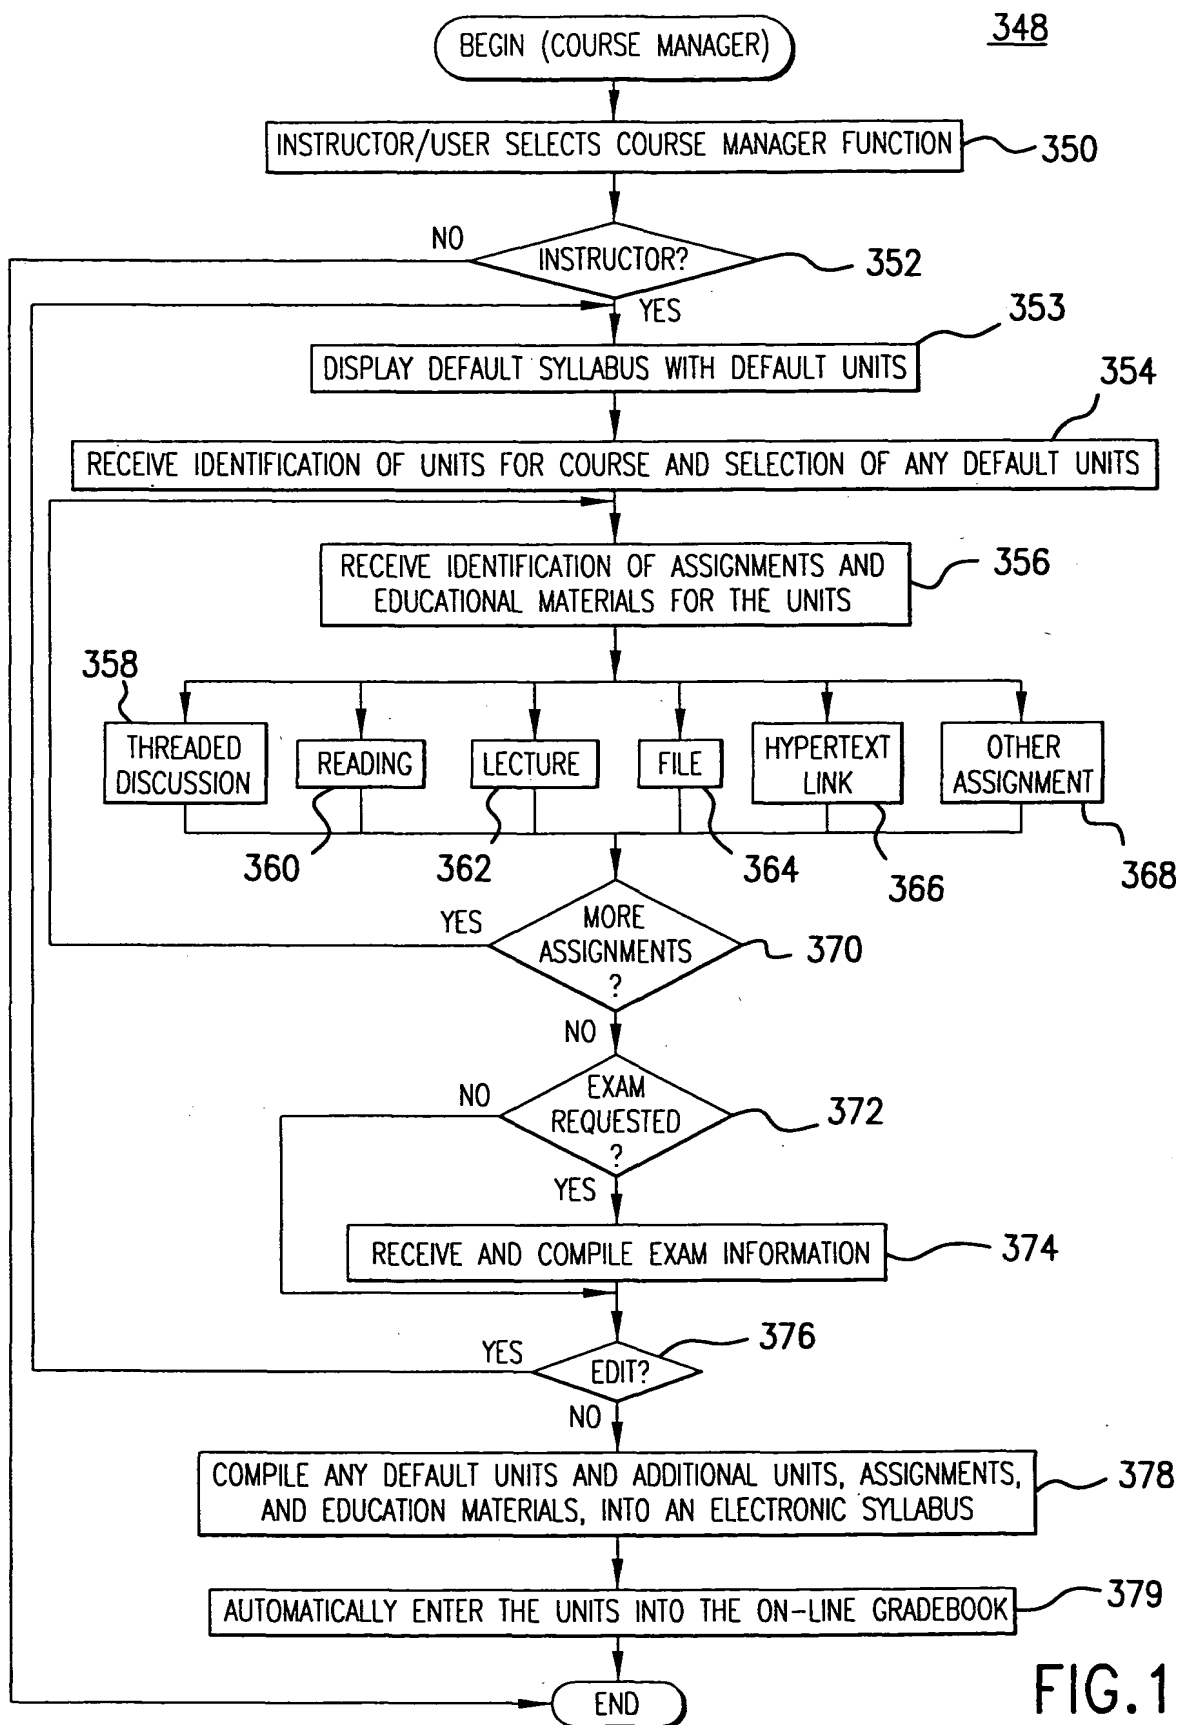 BEGIN (COURSE MANAGER)
348
INSTRUCTOR/USER SELECTS COURSE MANAGER FUNCTION
350
NO
INSTRUCTOR?
352
YES
353
DISPLAY DEFAULT SYLLABUS WITH DEFAULT UNITS
354
RECEIVE IDENTIFICATION OF UNITS FOR COURSE AND SELECTION OF ANY DEFAULT UNITS
RECEIVE IDENTIFICATION OF ASSIGNMENTS AND
EDUCATIONAL MATERIALS FOR THE UNITS
356
358
THREADED
DISCUSSION
READING
LECTURE
FILE
HYPERTEXT
LINK
OTHER
ASSIGNMENT
360
362
364
366
368
YES
MORE
ASSIGNMENTS
?
370
NO
NO
EXAM
REQUESTED
?
372
YES
RECEIVE AND COMPILE EXAM INFORMATION
374
376
YES
EDIT?
NO
COMPILE ANY DEFAULT UNITS AND ADDITIONAL UNITS, ASSIGNMENTS,
AND EDUCATION MATERIALS, INTO AN ELECTRONIC SYLLABUS
378
AUTOMATICALLY ENTER THE UNITS INTO THE ON-LINE GRADEBOOK
379
END
FIG.1